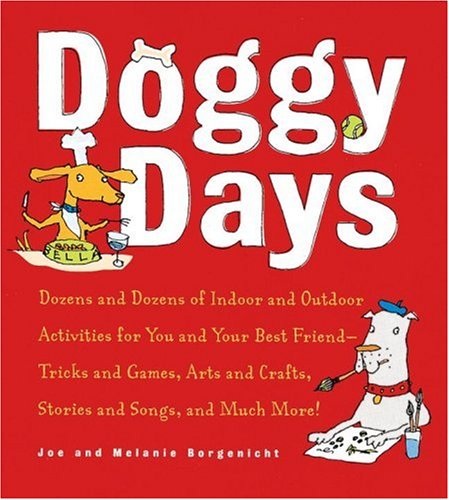 Doggy
Days
BELLA
Dozens and Dozens of Indoor and Outdoor
Activities for You and Your Best Friend—
Tricks and Games, Arts and Crafts,
Stories and Songs, and Much More!
Joe and Melanie Borgenicht